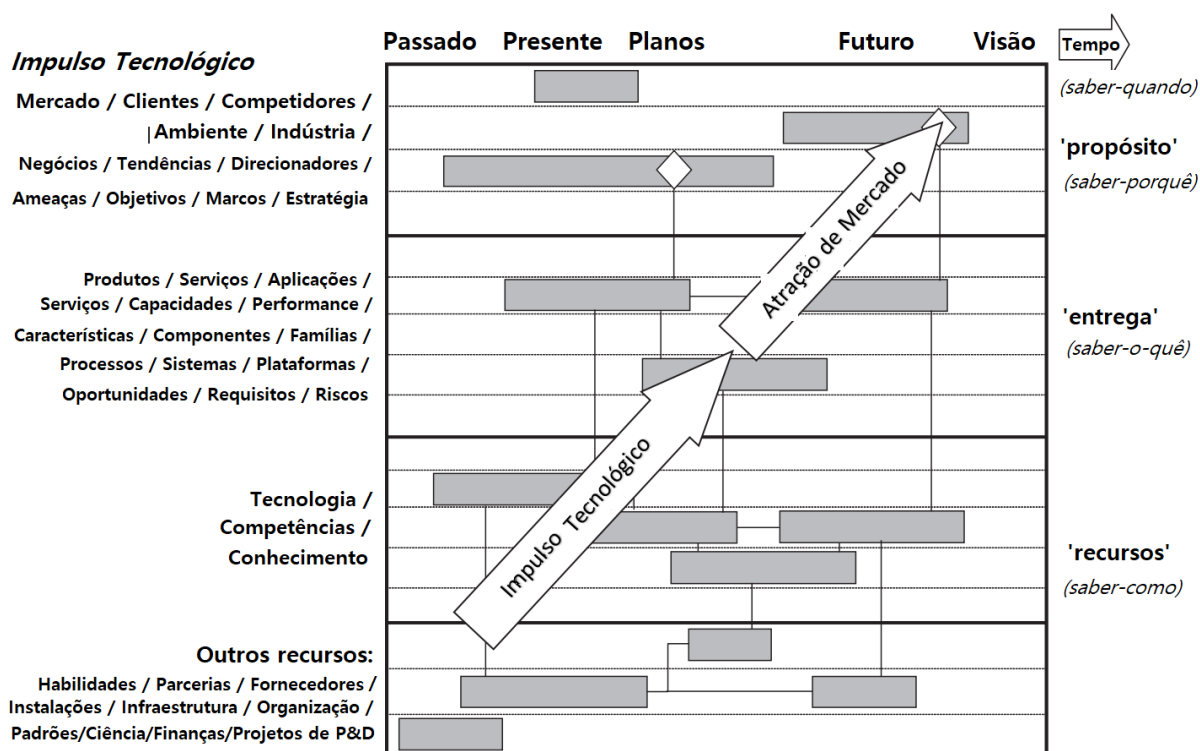 Passado Presente Planos Futuro Visão Tempo
Impulso Tecnológico
(saber-quando)
Mercado / Clientes / Competidores /
|Ambiente / Indústria /
Negócios / Tendências / Direcionadores /
Ameaças / Objetivos / Marcos / Estratégia
'propósito'
(saber-porquê)
Atração de Mercado
Produtos / Serviços / Aplicações /
Serviços / Capacidades / Performance /
Características / Componentes / Famílias /
Processos / Sistemas / Plataformas /
Oportunidades / Requisitos / Riscos
'entrega'
(saber-o-quê)
Impulso Tecnológico
Tecnologia /
Competências /
Conhecimento
'recursos'
(saber-como)
Outros recursos:
Habilidades / Parcerias / Fornecedores /
Instalações / Infraestrutura / Organização /
Padrões/Ciência/Finanças/Projetos de P&D